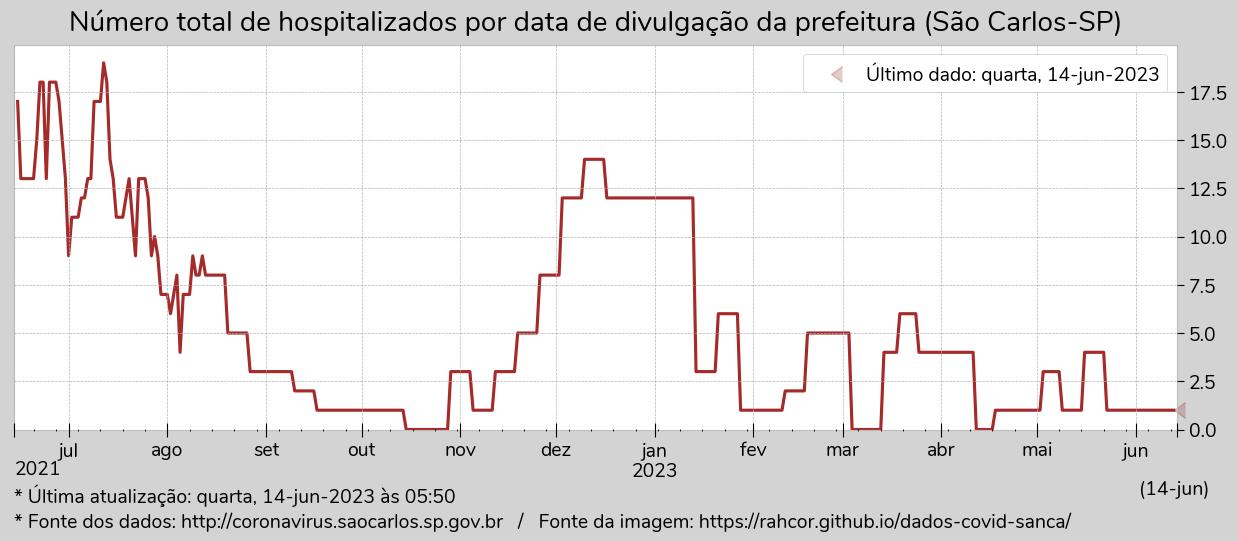 Número total de hospitalizados por data de divulgação da prefeitura (São Carlos-SP)
Último dado: quarta, 14-jun-2023
17.5
15.0
12.5
10.0
7.5
5.0
2.5
0.0
jul ago set out nov dez jan fev mar abr mai jun
2021 2023
(14-jun)
* Última atualização: quarta, 14-jun-2023 às 05:50
* Fonte dos dados: http://coronavirus.saocarlos.sp.gov.br / Fonte da imagem: https://rahcor.github.io/dados-covid-sanca/